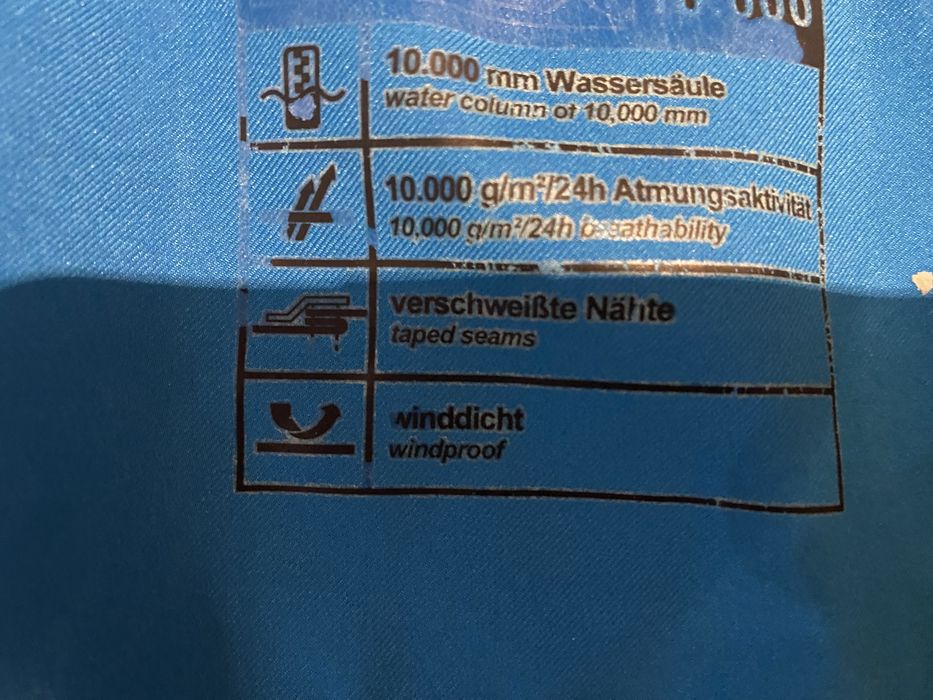 000
10.000 mm Wassersäule
water column of 10,000 mm
10.000 g/m²/24h Atmungsaktivität
10,000 g/m²/24h breathability
verschweißte Nähte
taped seams
winddicht
windproof